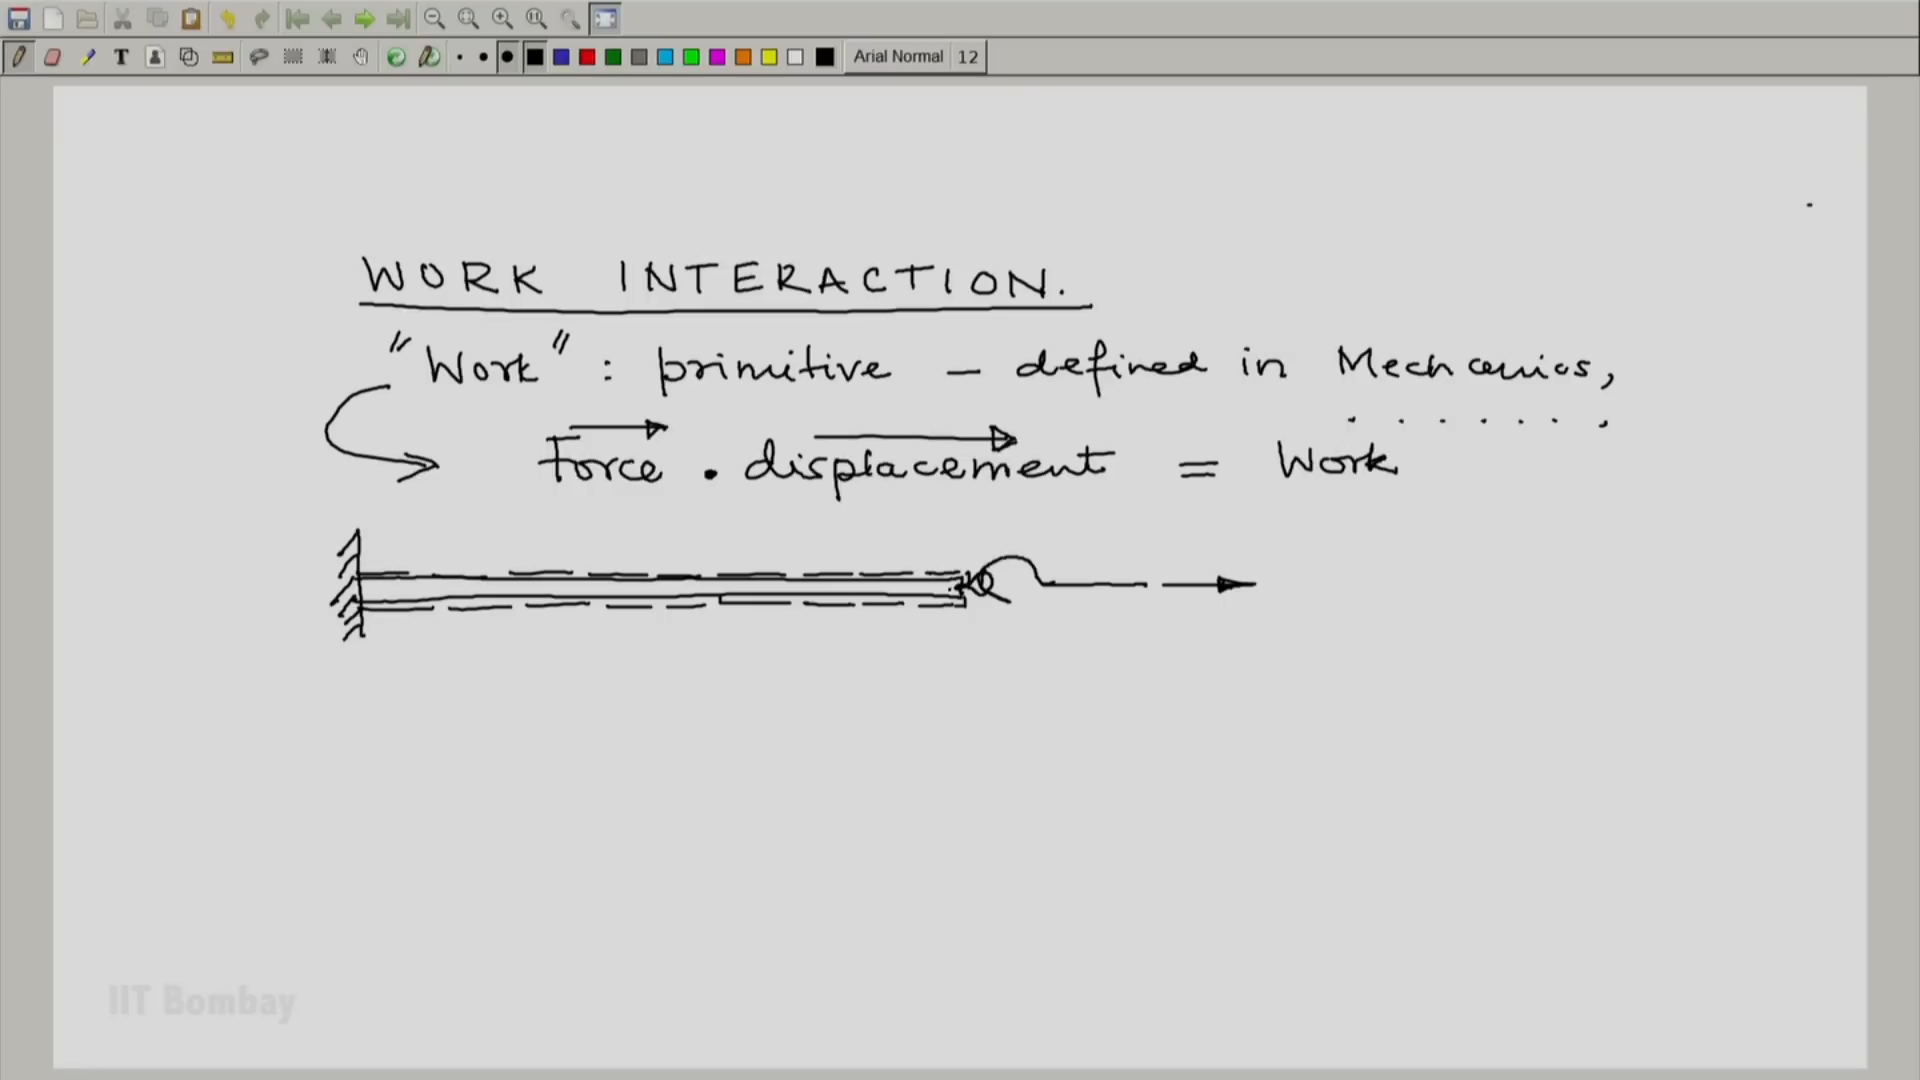 Arial Normal 12
WORK INTERACTION.
"Work" : primitive – defined in Mechanics,
Force . displacement = Work
IIT Bombay